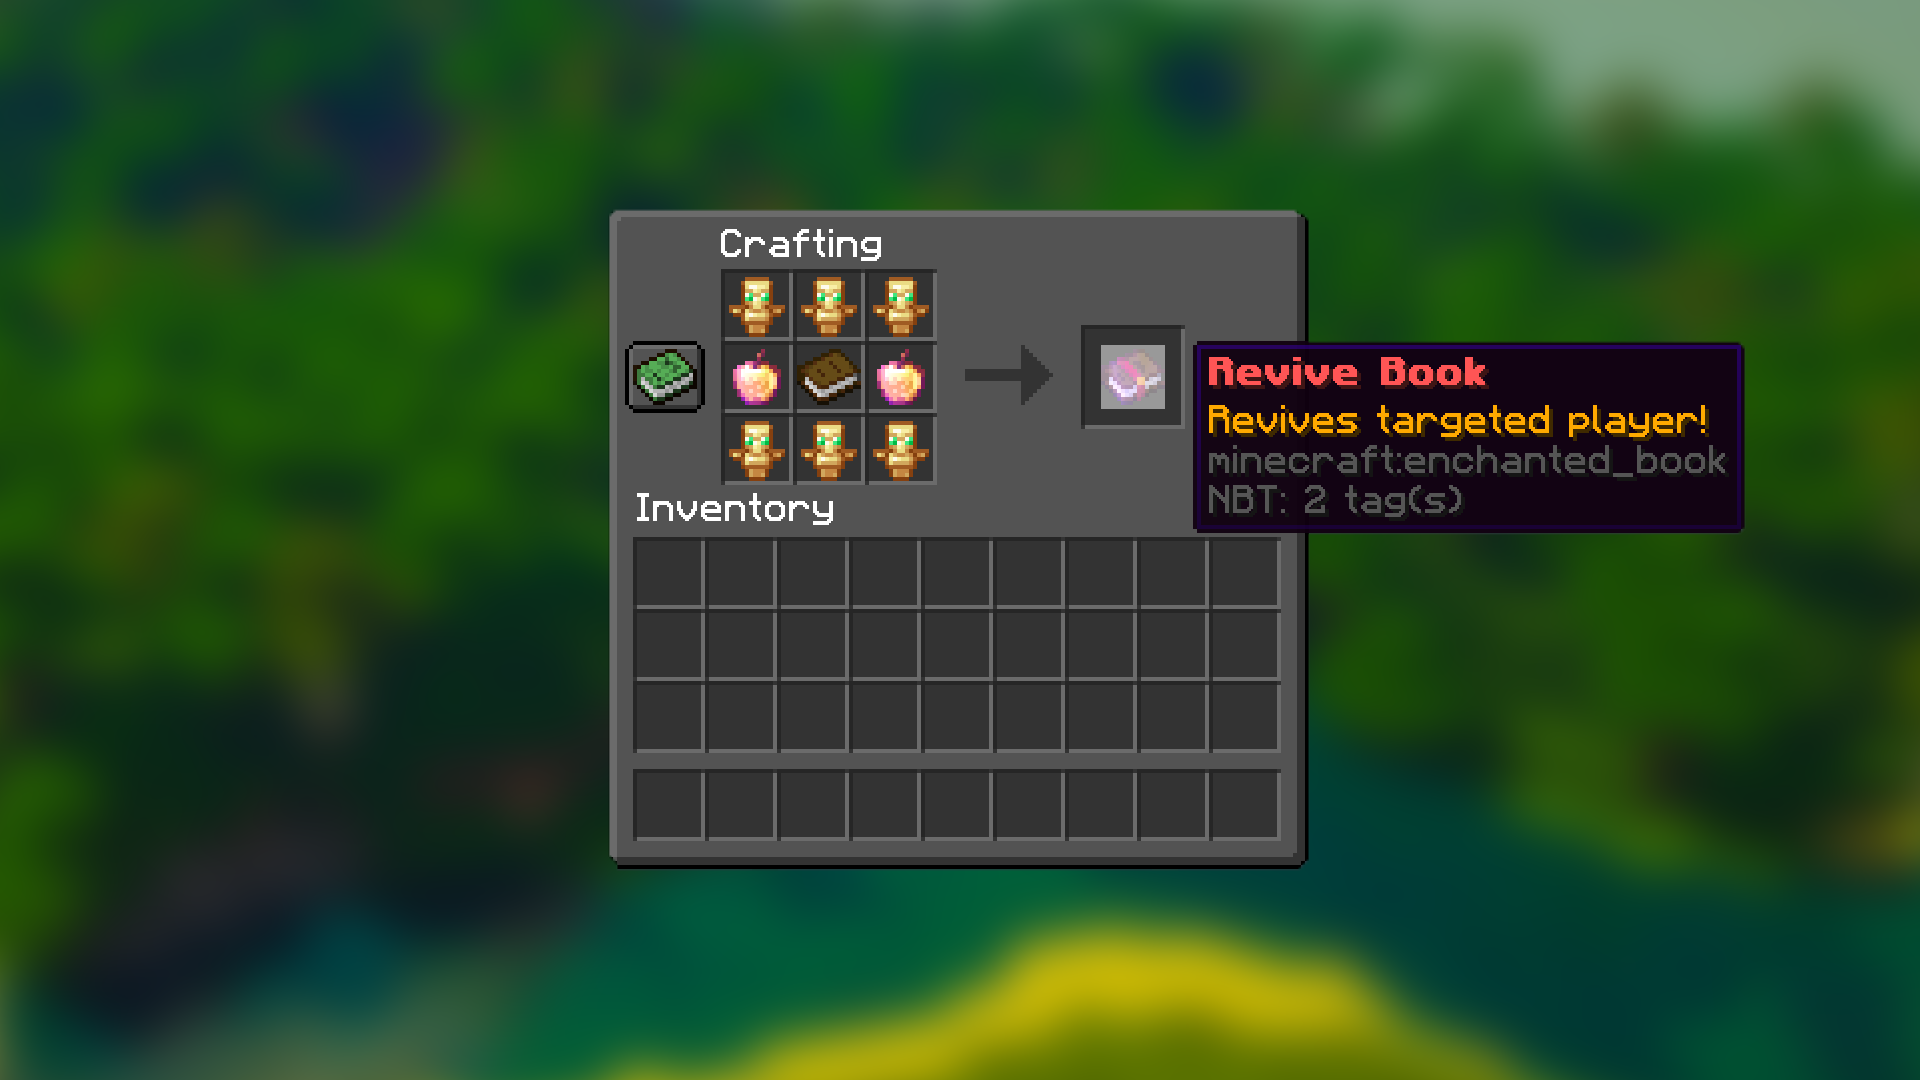 Crafting
Revive Book
Revives targeted player!
minecraft:enchanted_book
NBT: 2 tag(s)
Inventory